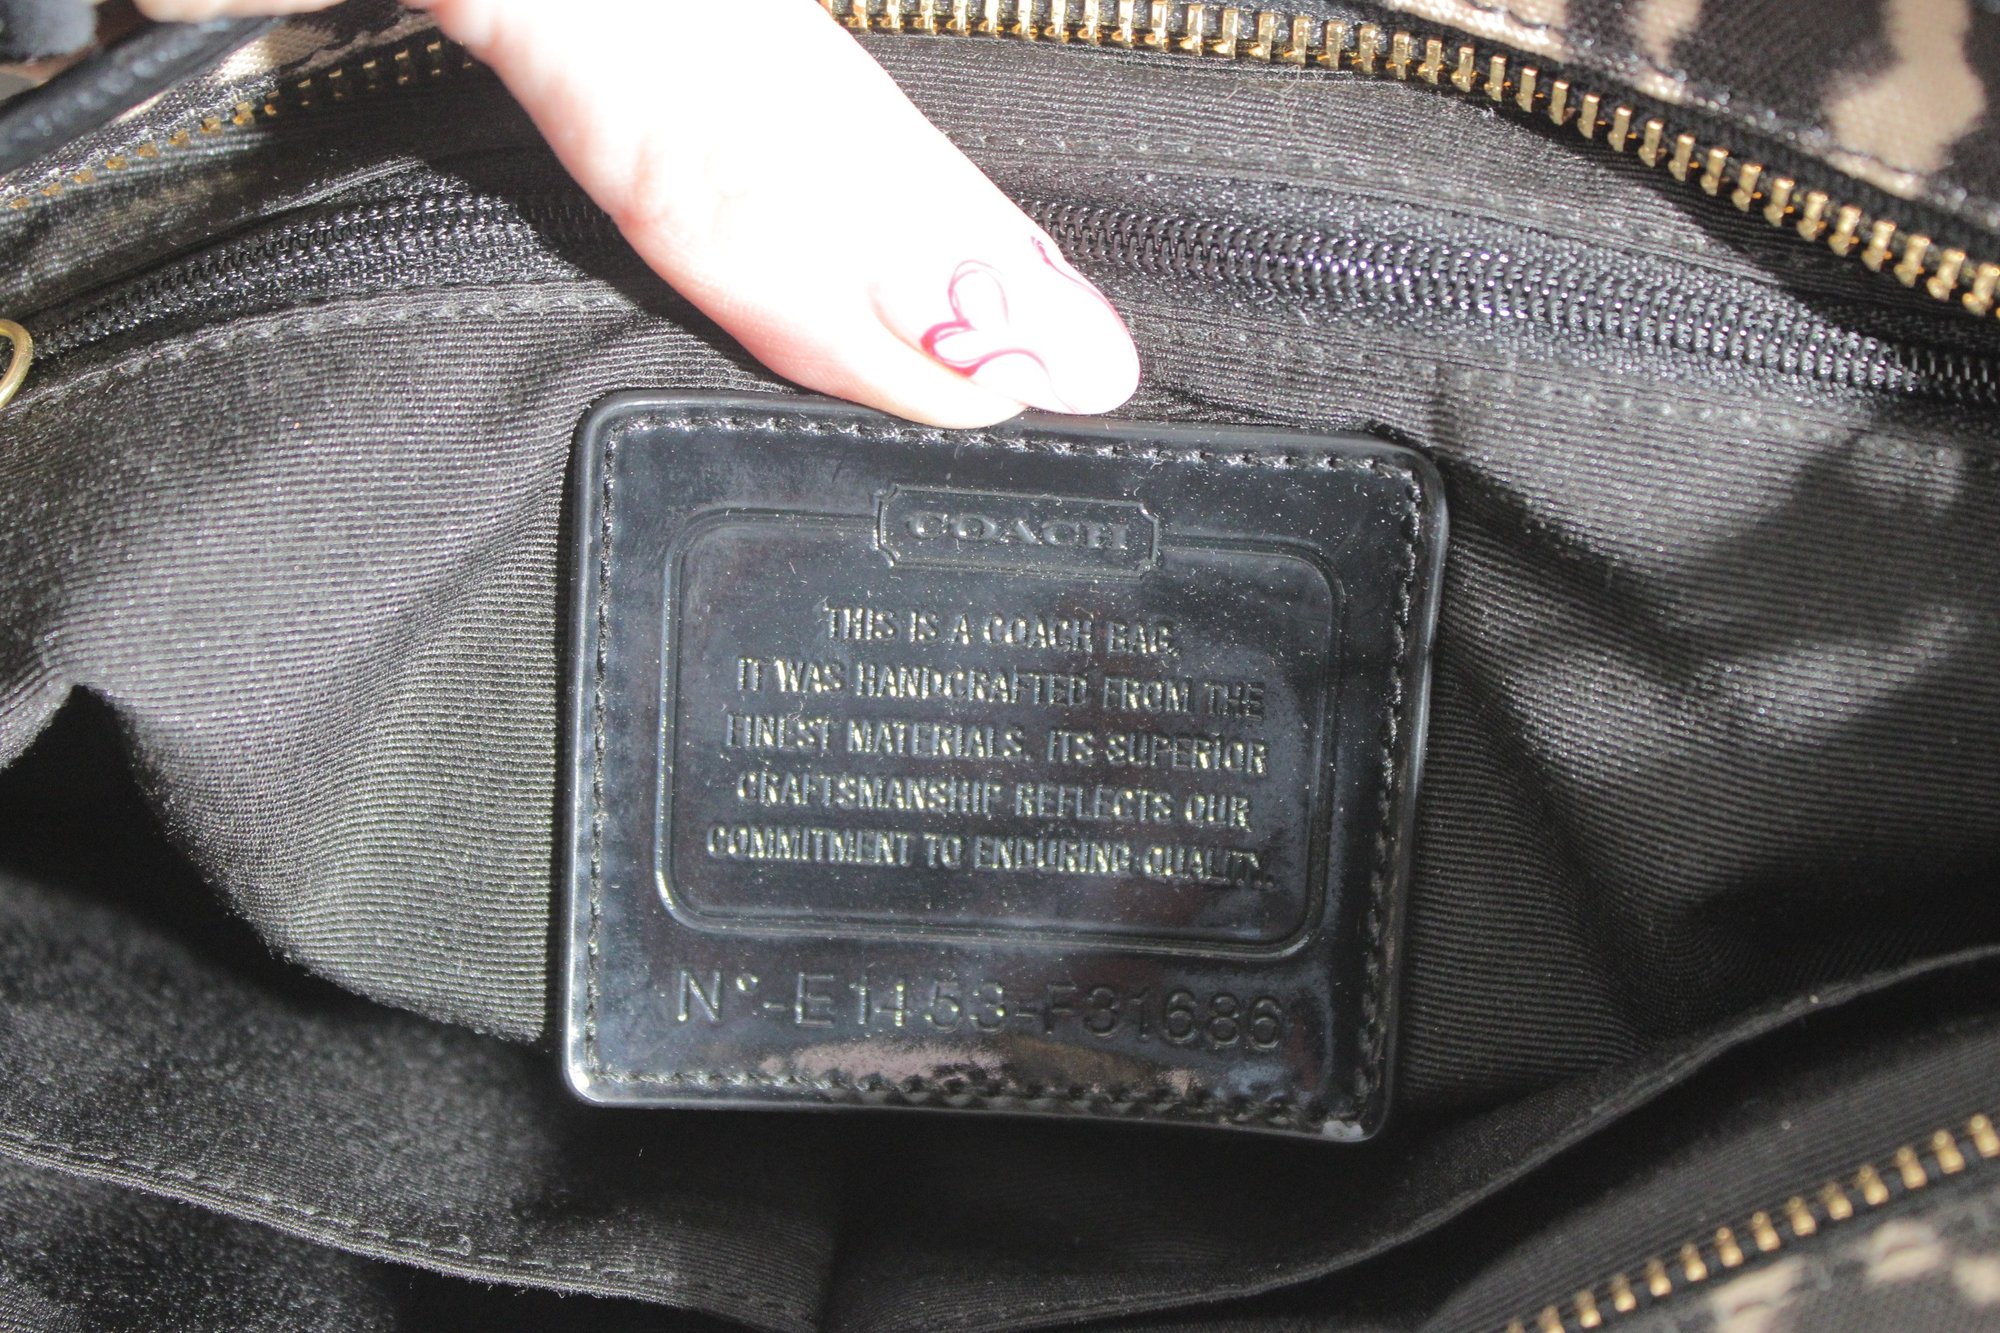 COACH
THIS IS A COACH BAG.
IT WAS HANDCRAFTED FROM THE
FINEST MATERIALS. ITS SUPERIOR
CRAFTSMANSHIP REFLECTS OUR
COMMITMENT TO ENDURING QUALITY.
N°-E1453-F31686